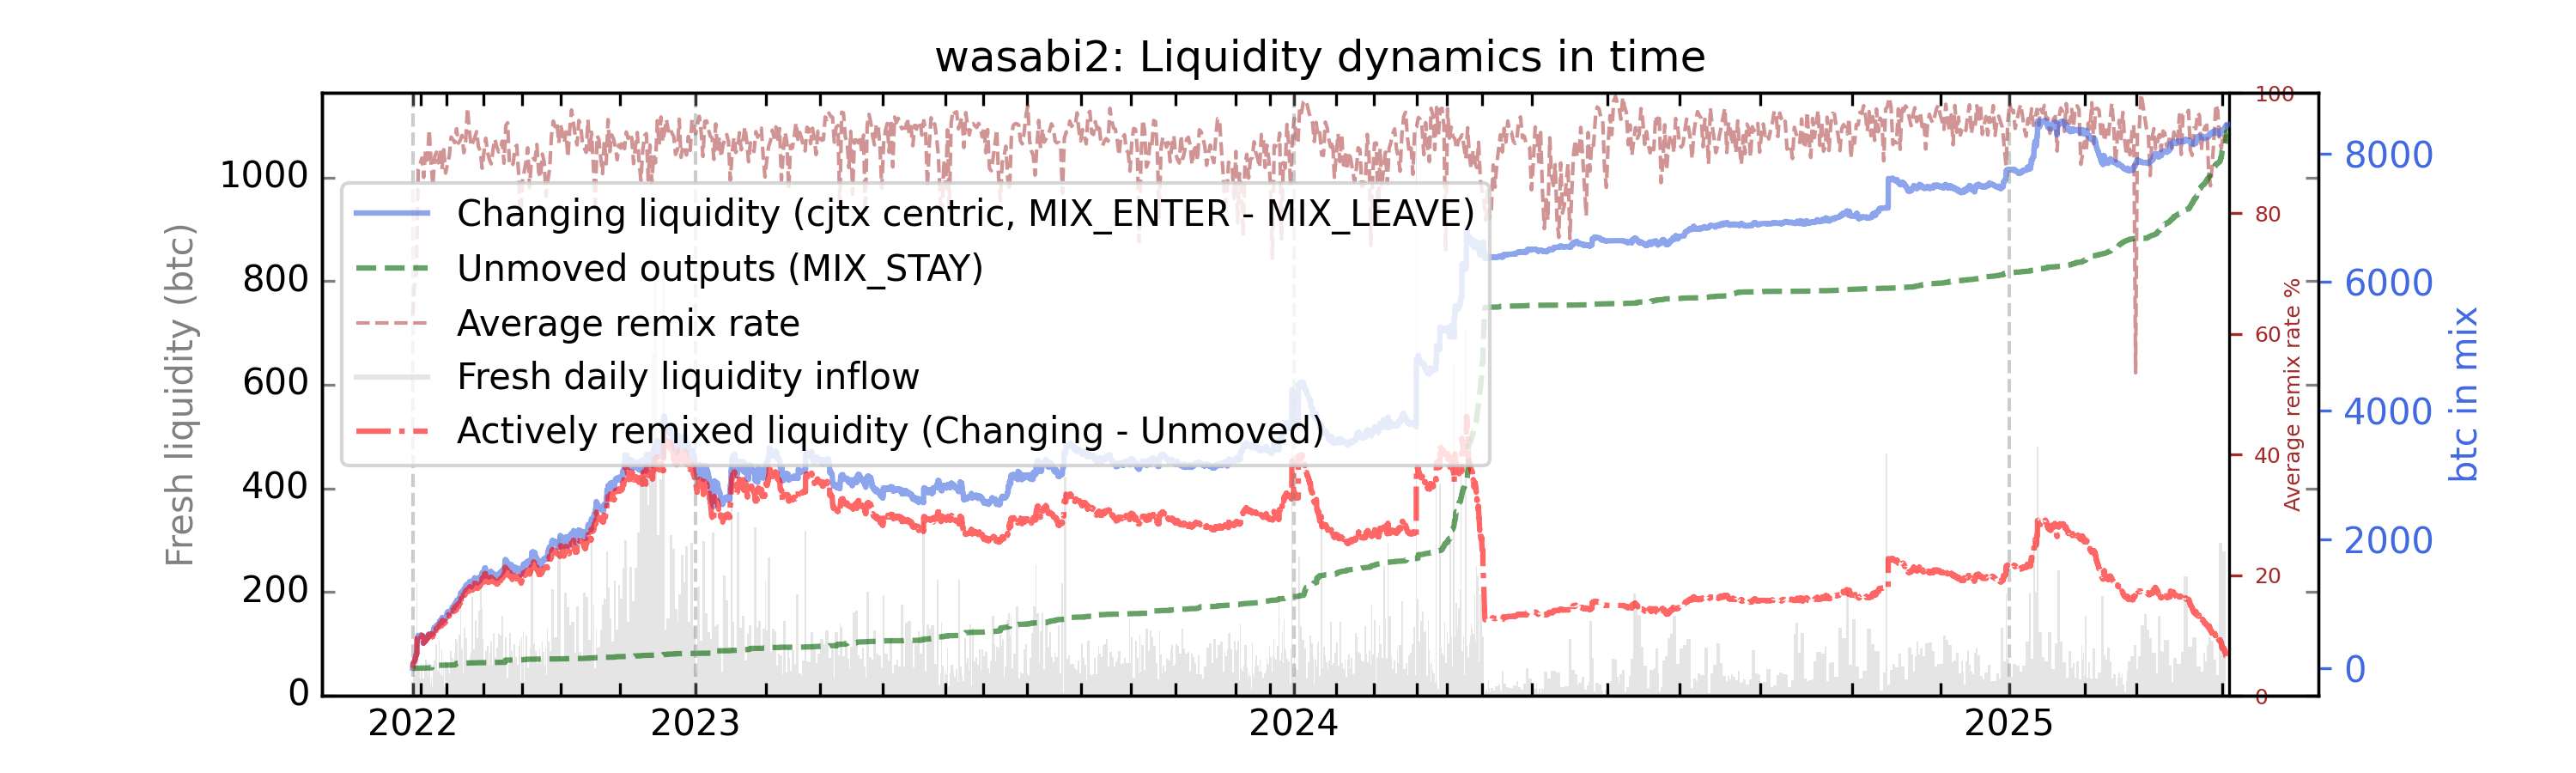 wasabi2: Liquidity dynamics in time
Fresh liquidity (btc)
1000
800
600
400
200
0
Changing liquidity (cjtx centric, MIX_ENTER - MIX_LEAVE)
Unmoved outputs (MIX_STAY)
Average remix rate
Fresh daily liquidity inflow
Actively remixed liquidity (Changing - Unmoved)
2022
2023
2024
2025
100
80
60
40
20
0
Average remix rate %
8000
6000
4000
2000
0
btc in mix